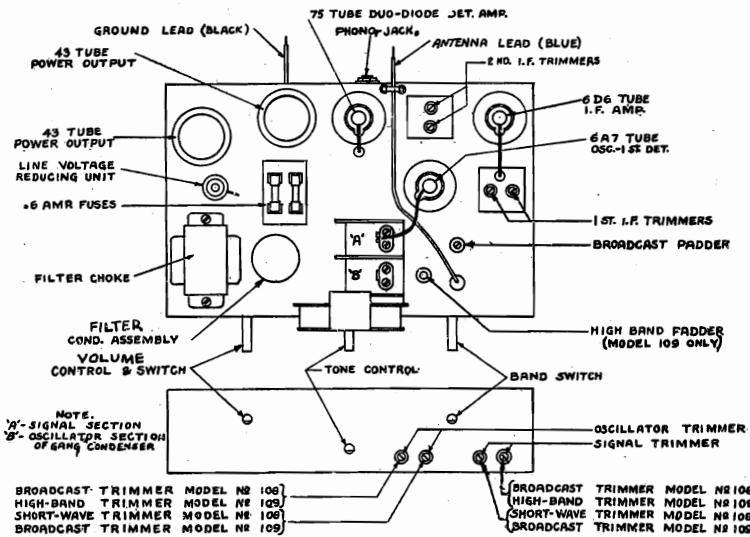 75 TUBE DUO-DIODE DET. AMP.
GROUND LEAD (BLACK)
PHONO-JACK.
ANTENNA LEAD (BLUE)
43 TUBE
POWER OUTPUT
2 ND. I.F. TRIMMERS
6D6 TUBE
I.F. AMP.
43 TUBE
POWER OUTPUT
6A7 TUBE
OSC.-1ST DET.
LINE VOLTAGE
REDUCING UNIT
.6 AMP. FUSES
1 ST. I.F. TRIMMERS
'A'
BROADCAST PADDER
'B'
FILTER CHOKE
FILTER
COND. ASSEMBLY
HIGH BAND PADDER
(MODEL 109 ONLY)
VOLUME
CONTROL & SWITCH
TONE CONTROL
BAND SWITCH
NOTE.
'A'- SIGNAL SECTION
'B'- OSCILLATOR SECTION
OF GANG CONDENSER
OSCILLATOR TRIMMER
SIGNAL TRIMMER
BROADCAST TRIMMER MODEL Nº 108
HIGH-BAND TRIMMER MODEL Nº 109
SHORT-WAVE TRIMMER MODEL Nº 108
BROADCAST TRIMMER MODEL Nº 109
BROADCAST TRIMMER MODEL Nº 108
HIGH-BAND TRIMMER MODEL Nº 109
SHORT-WAVE TRIMMER MODEL Nº 108
BROADCAST TRIMMER MODEL Nº 109